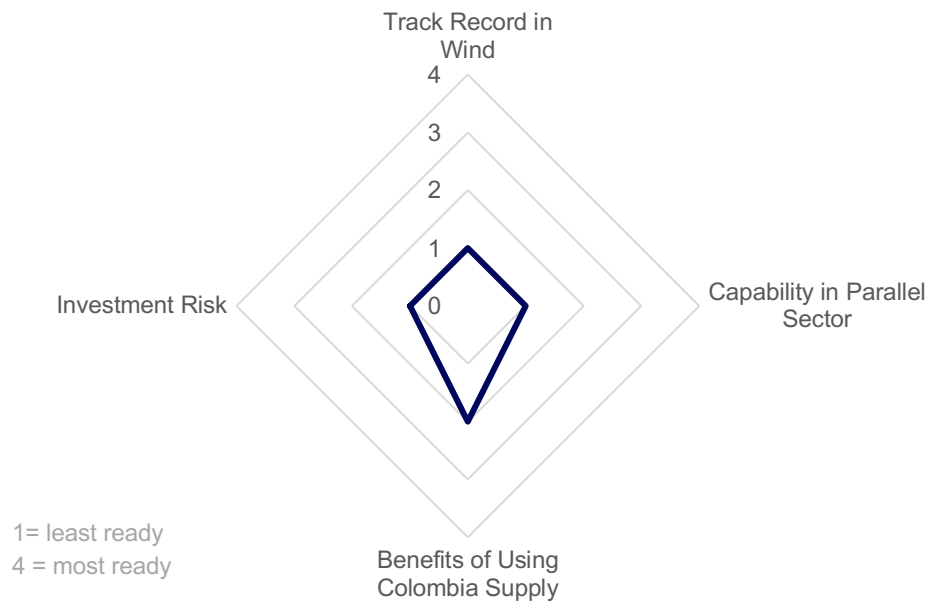 Track Record in
Wind
4
3
2
1
0
Investment Risk
Capability in Parallel
Sector
1= least ready
4 = most ready
Benefits of Using
Colombia Supply